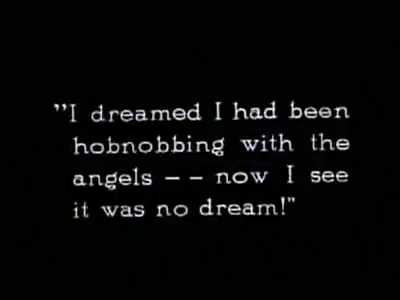 "I dreamed I had been
hobnobbing with the
angels -- now I see
it was no dream!"